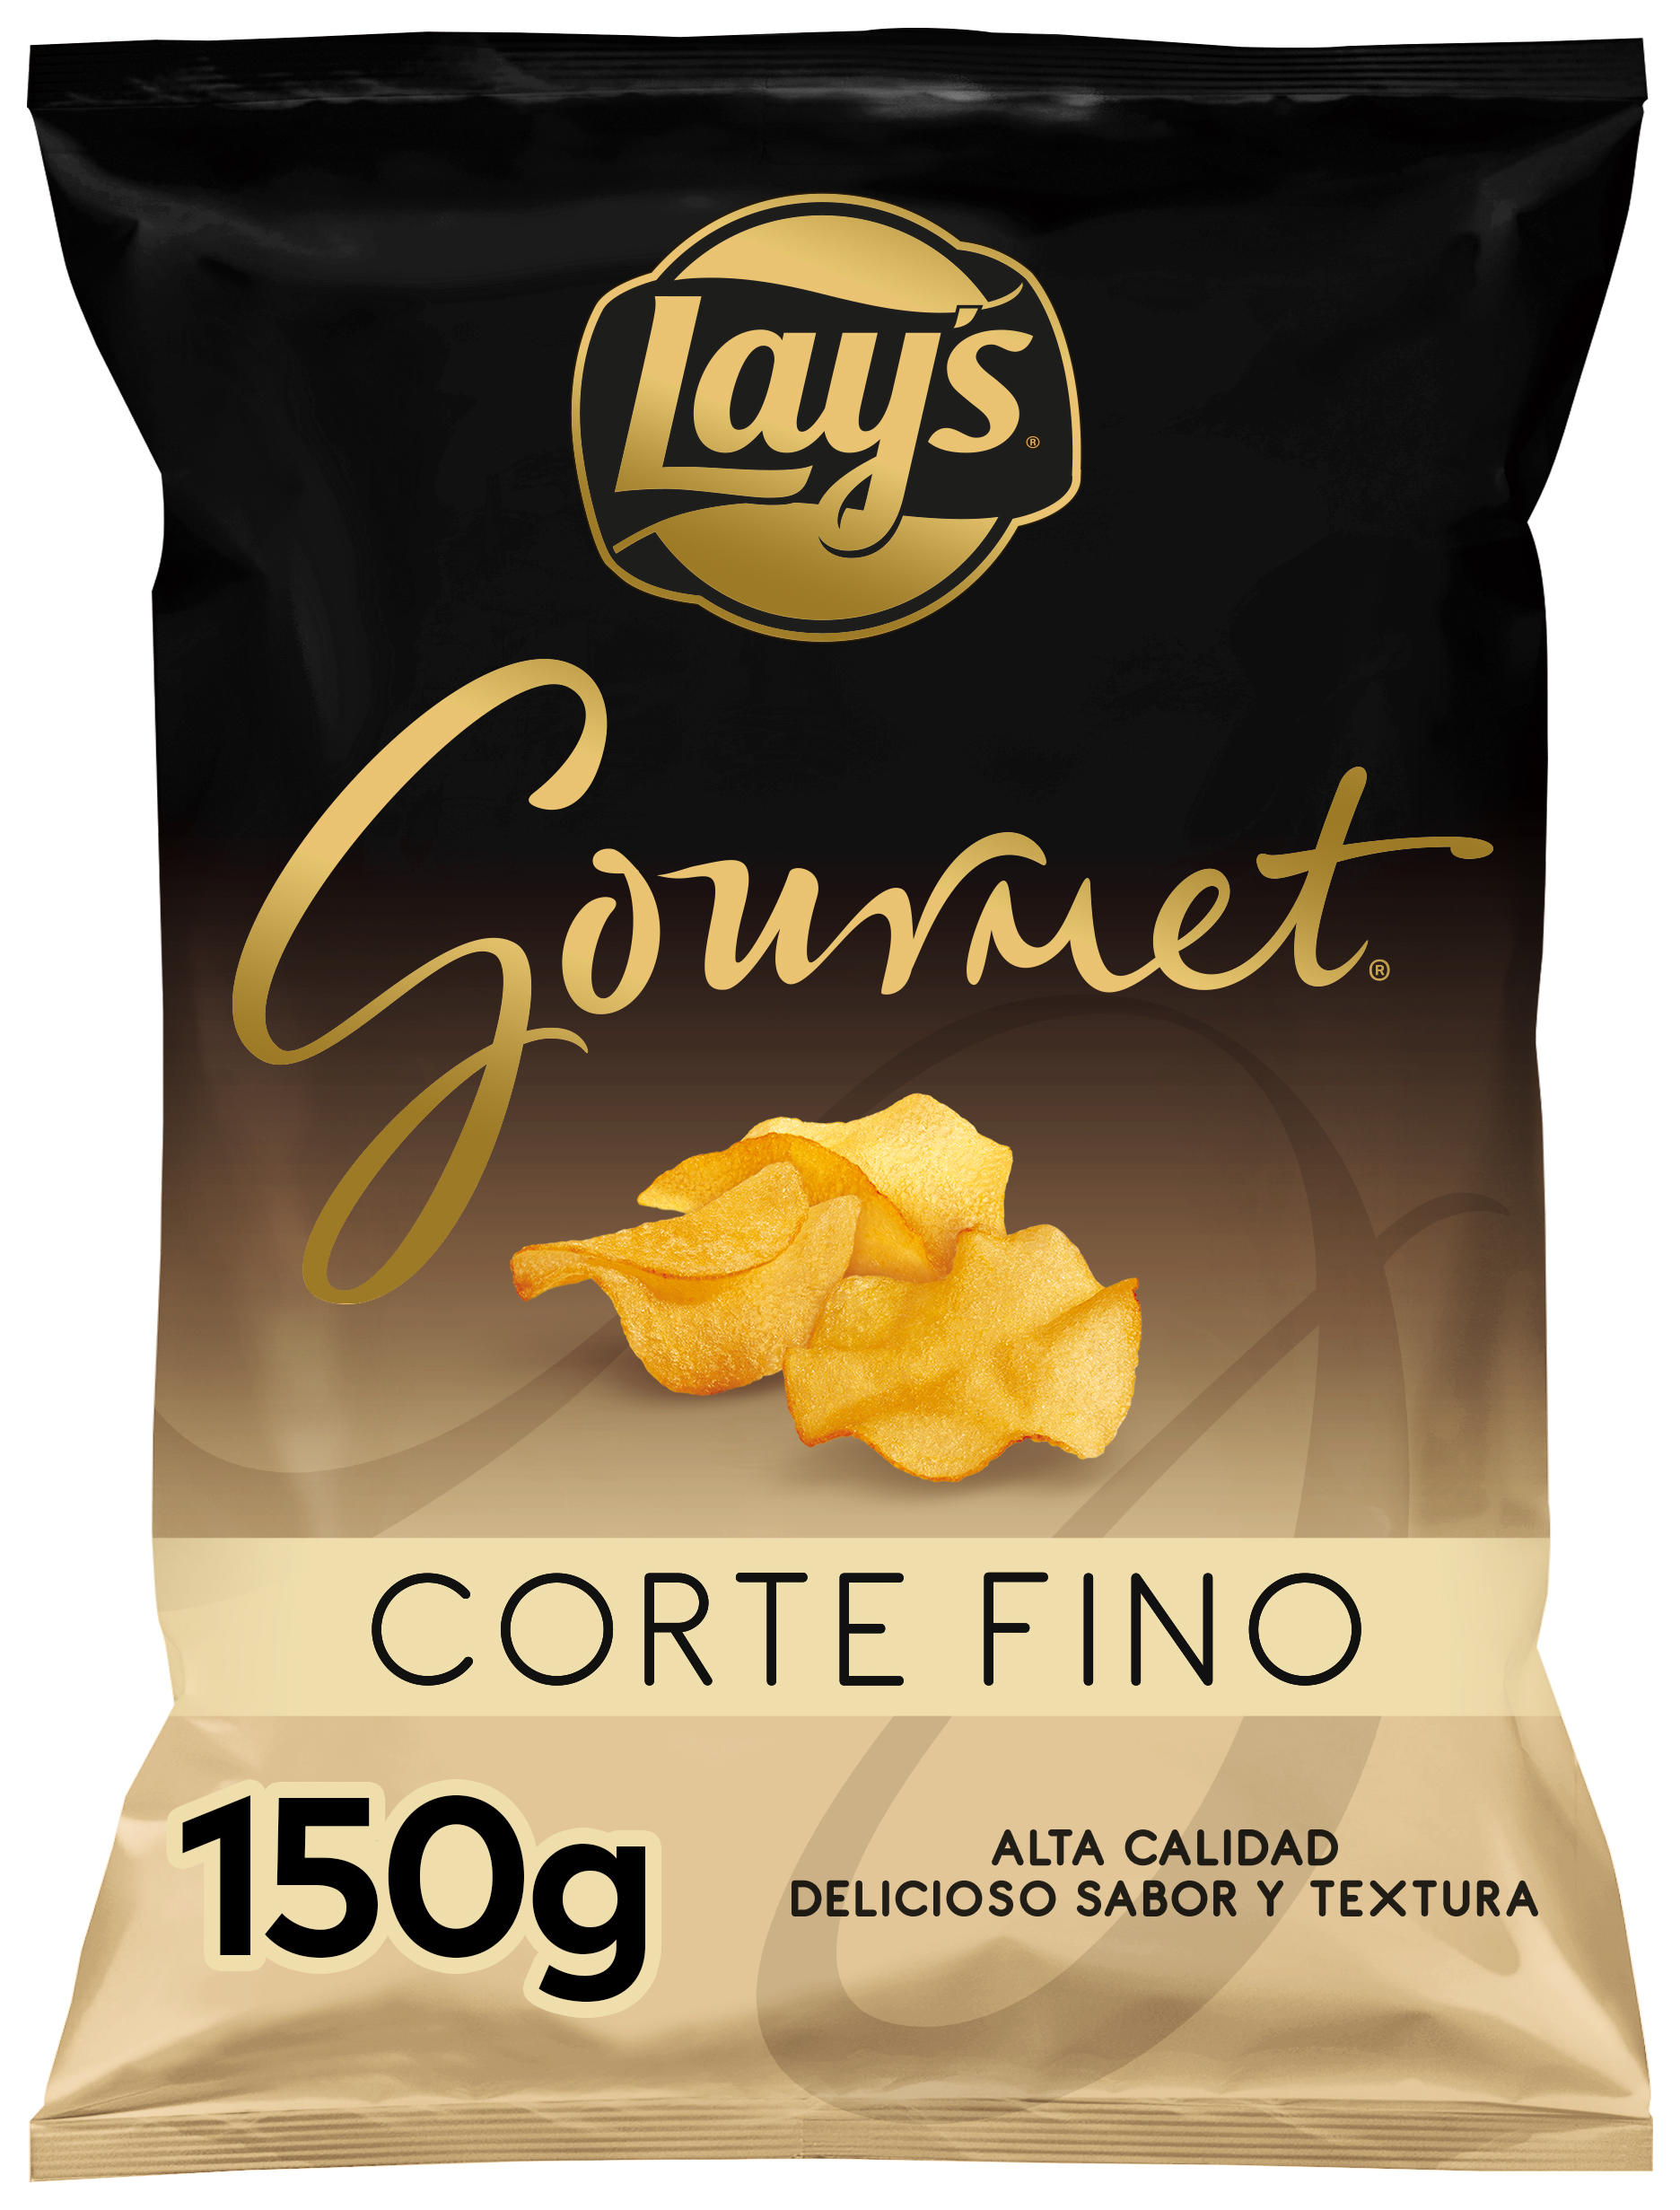 Lay's®
Gourmet®
CORTE FINO
150g
ALTA CALIDAD
DELICIOSO SABOR Y TEXTURA